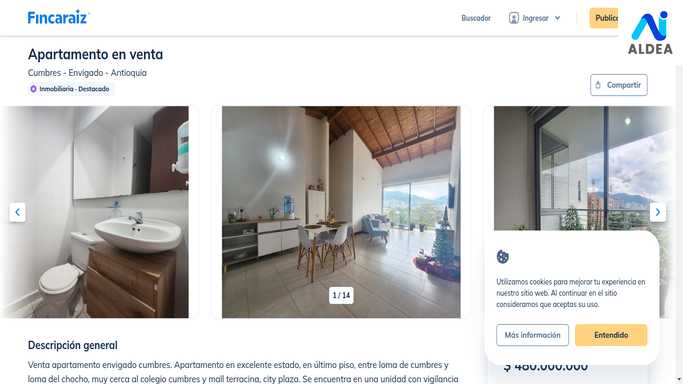 Fincaraiz
Buscador
Ingresar
Publica
ALDEA
Apartamento en venta
Cumbres - Envigado - Antioquia
Inmobiliaria · Destacado
Compartir
1 / 14
Utilizamos cookies para mejorar tu experiencia en
nuestro sitio web. Al continuar en el sitio
consideramos que aceptas su uso.
Más información
Entendido
$ 480.000.000
Descripción general
Venta apartamento envigado cumbres. Apartamento en excelente estado, en último piso, entre loma de cumbres y
loma del chocho, muy cerca al colegio cumbres y mall terracina, city plaza. Se encuentra en una unidad con vigilancia